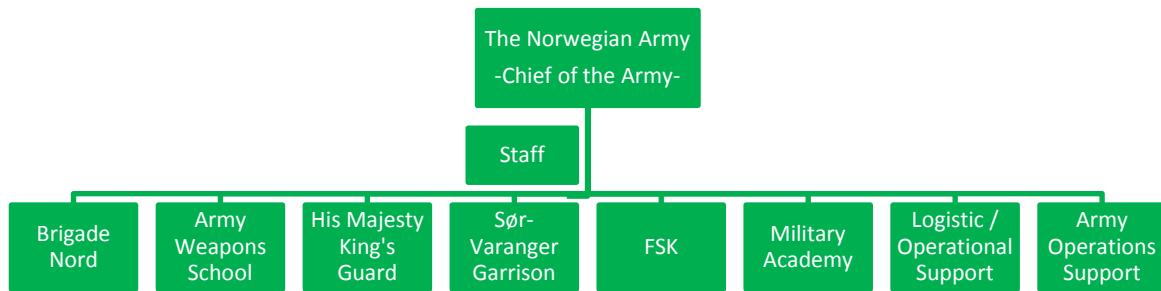 The Norwegian Army
-Chief of the Army-
Staff
Brigade
Nord
Army
Weapons
School
His Majesty
King's
Guard
Sør-
Varanger
Garrison
FSK
Military
Academy
Logistic /
Operational
Support
Army
Operations
Support